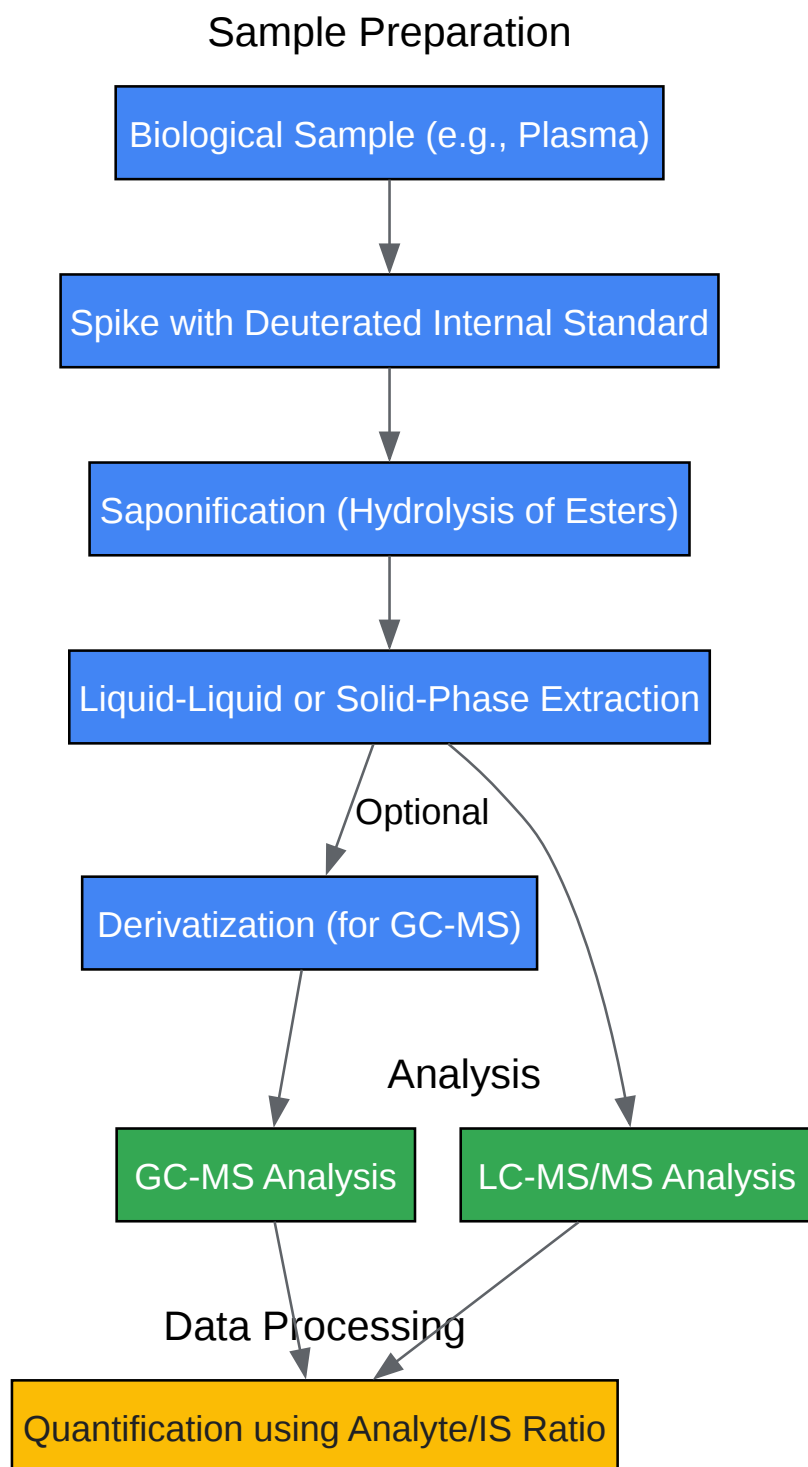 Sample Preparation
Biological Sample (e.g., Plasma)
Spike with Deuterated Internal Standard
Saponification (Hydrolysis of Esters)
Liquid-Liquid or Solid-Phase Extraction
Optional
Derivatization (for GC-MS)
Analysis
GC-MS Analysis
LC-MS/MS Analysis
Data Processing
Quantification using Analyte/IS Ratio